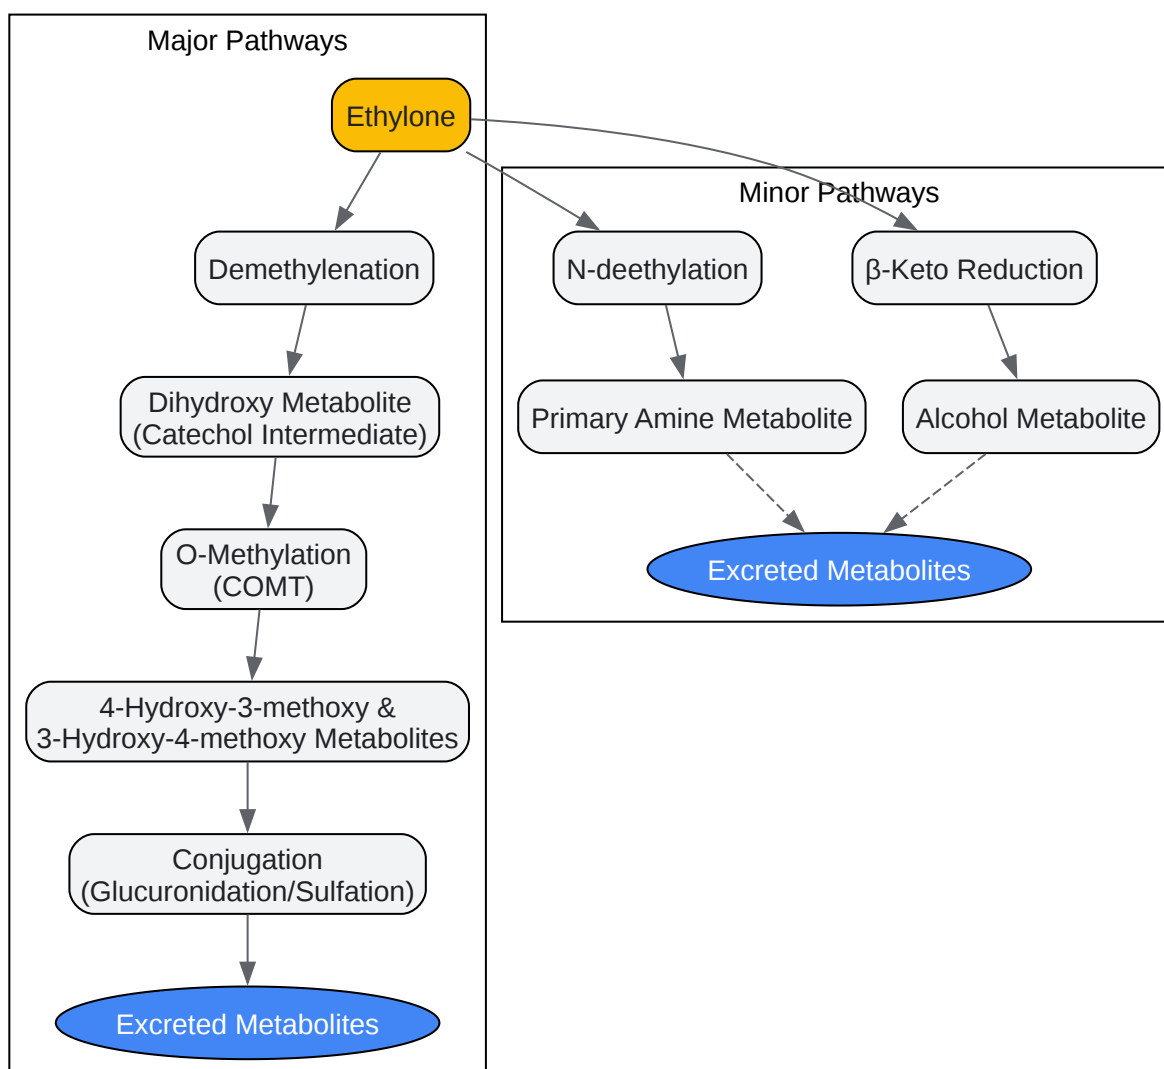 Major Pathways
Ethylone
Demethylenation
Dihydroxy Metabolite
(Catechol Intermediate)
O-Methylation
(COMT)
4-Hydroxy-3-methoxy &
3-Hydroxy-4-methoxy Metabolites
Conjugation
(Glucuronidation/Sulfation)
Excreted Metabolites
Minor Pathways
N-deethylation
β-Keto Reduction
Primary Amine Metabolite
Alcohol Metabolite
Excreted Metabolites